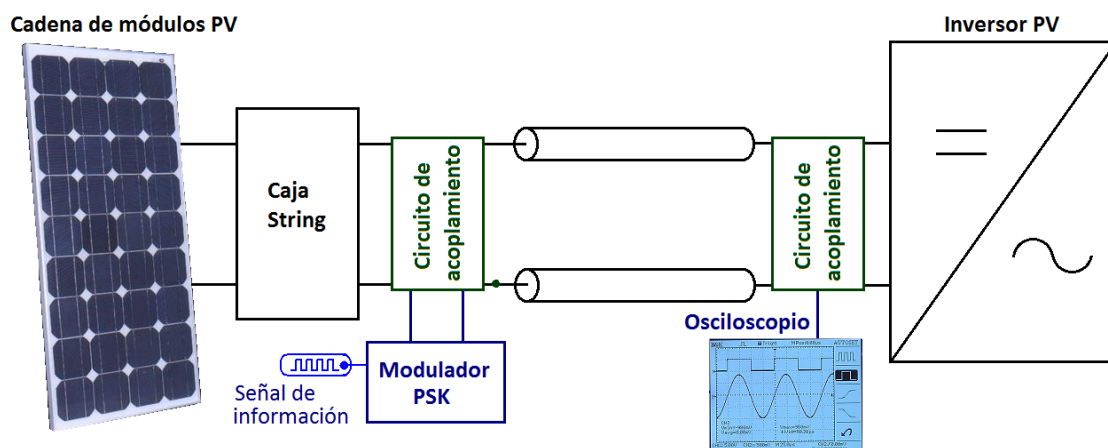 Cadena de módulos PV
Inversor PV
Caja
String
Circuito de
acoplamiento
Circuito de
acoplamiento
Osciloscopio
Señal de
información
Modulador
PSK
AUTOSET